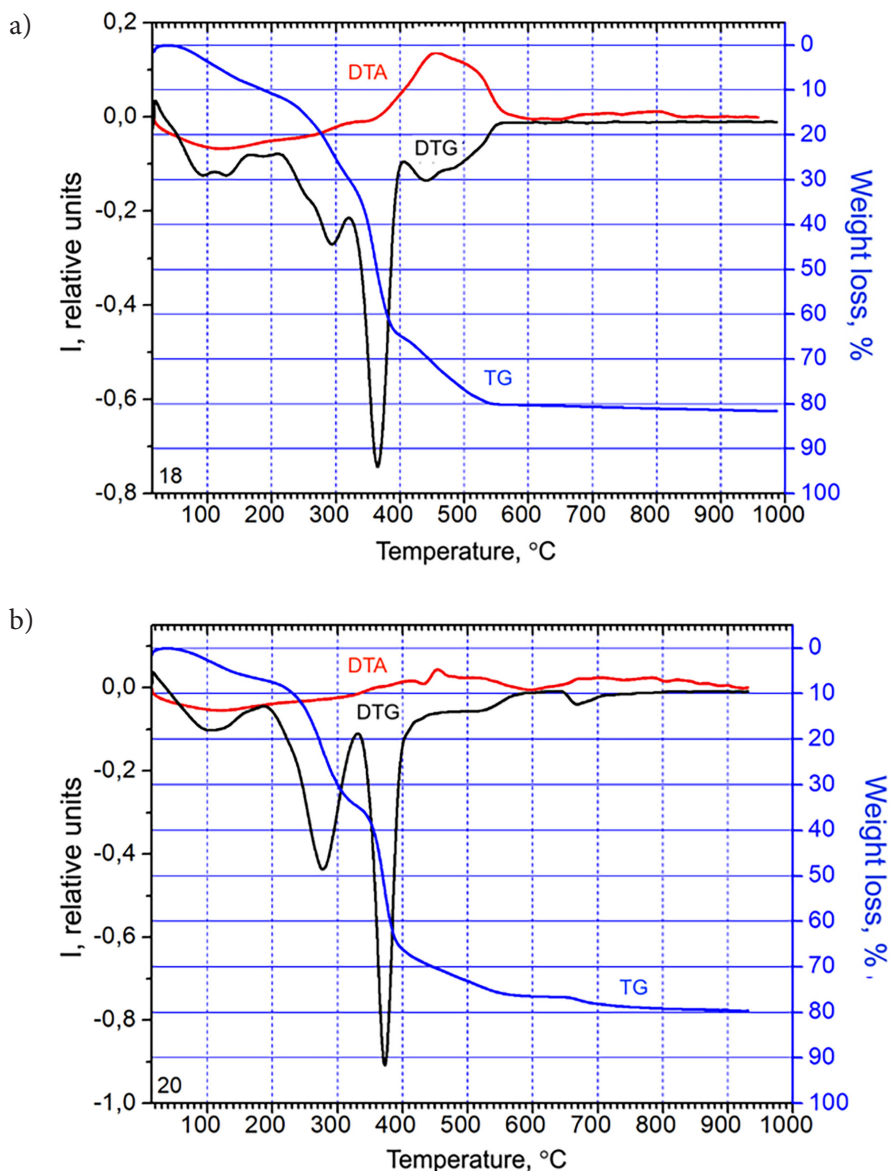 a)
0,2
0,0
-0,2
-0,4
-0,6
-0,8
I, relative units
DTA
DTG
TG
18
0
10
20
30
40
50
60
70
80
90
100
Weight loss, %
100 200 300 400 500 600 700 800 900 1000
Temperature, °C
b)
0,0
-0,2
-0,4
-0,6
-0,8
-1,0
I, relative units
DTA
DTG
TG
20
0
10
20
30
40
50
60
70
80
90
100
Weight loss, %
100 200 300 400 500 600 700 800 900 1000
Temperature, °C